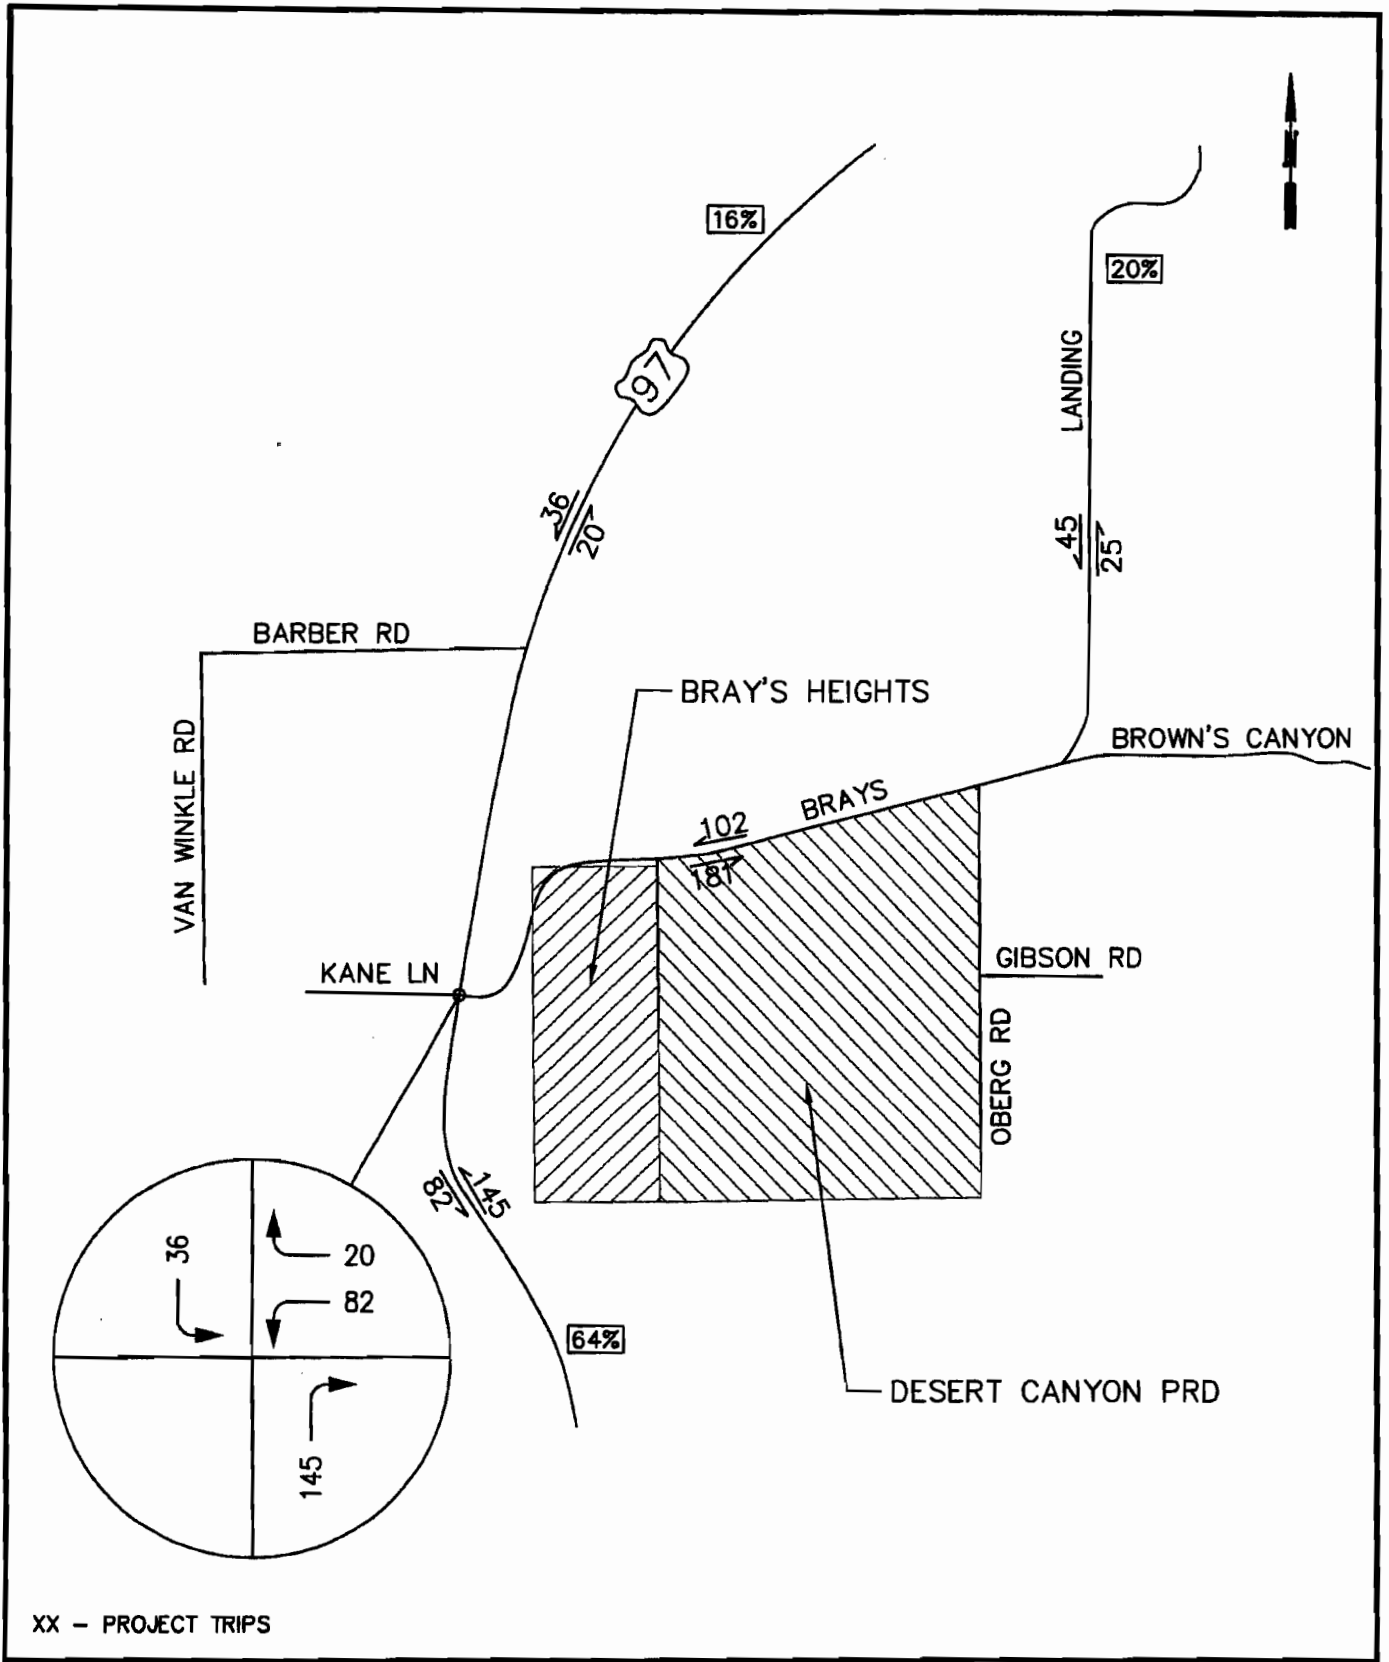 16%
20%
97
LANDING
36
20
45
25
BARBER RD
BRAY'S HEIGHTS
VAN WINKLE RD
BROWN'S CANYON
BRAYS
102
181
KANE LN
GIBSON RD
OBERG RD
145
82
36
20
82
64%
DESERT CANYON PRD
145
XX - PROJECT TRIPS